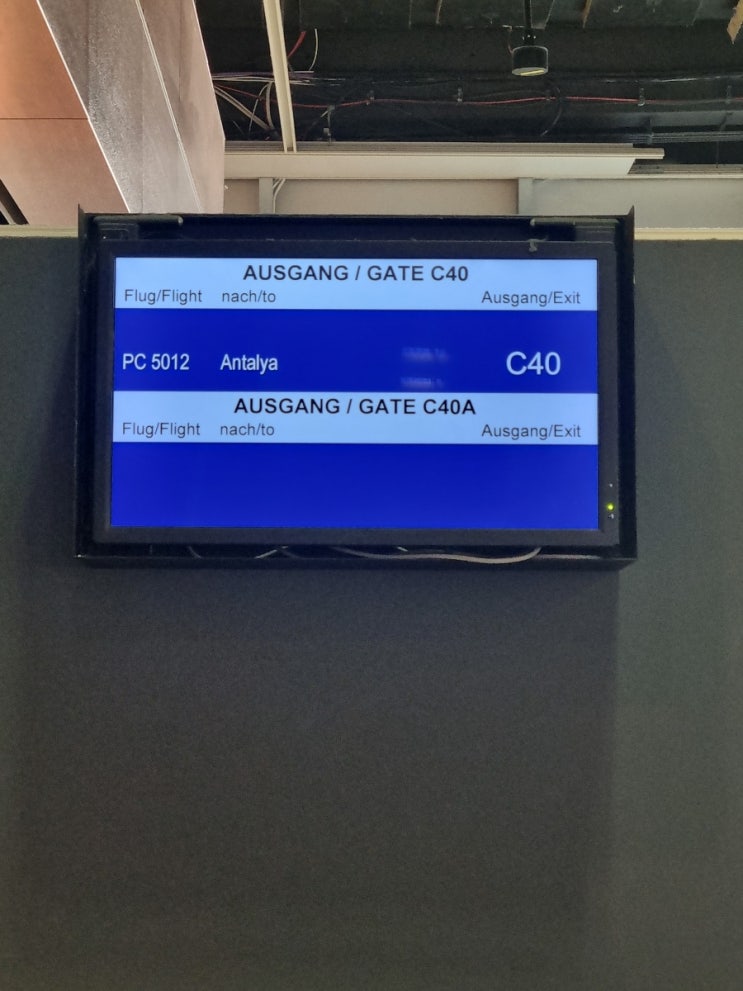 AUSGANG / GATE C40
Flug/Flight nach/to Ausgang/Exit
PC 5012 Antalya C40
AUSGANG / GATE C40A
Flug/Flight nach/to Ausgang/Exit